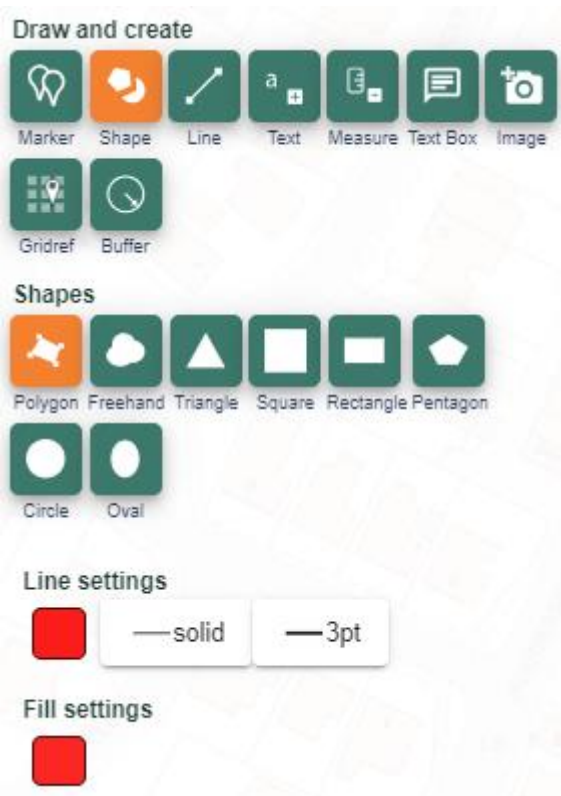 Draw and create
a
Marker Shape Line Text Measure Text Box Image
Gridref Buffer
Shapes
Polygon Freehand Triangle Square Rectangle Pentagon
Circle Oval
Line settings
solid 3pt
Fill settings